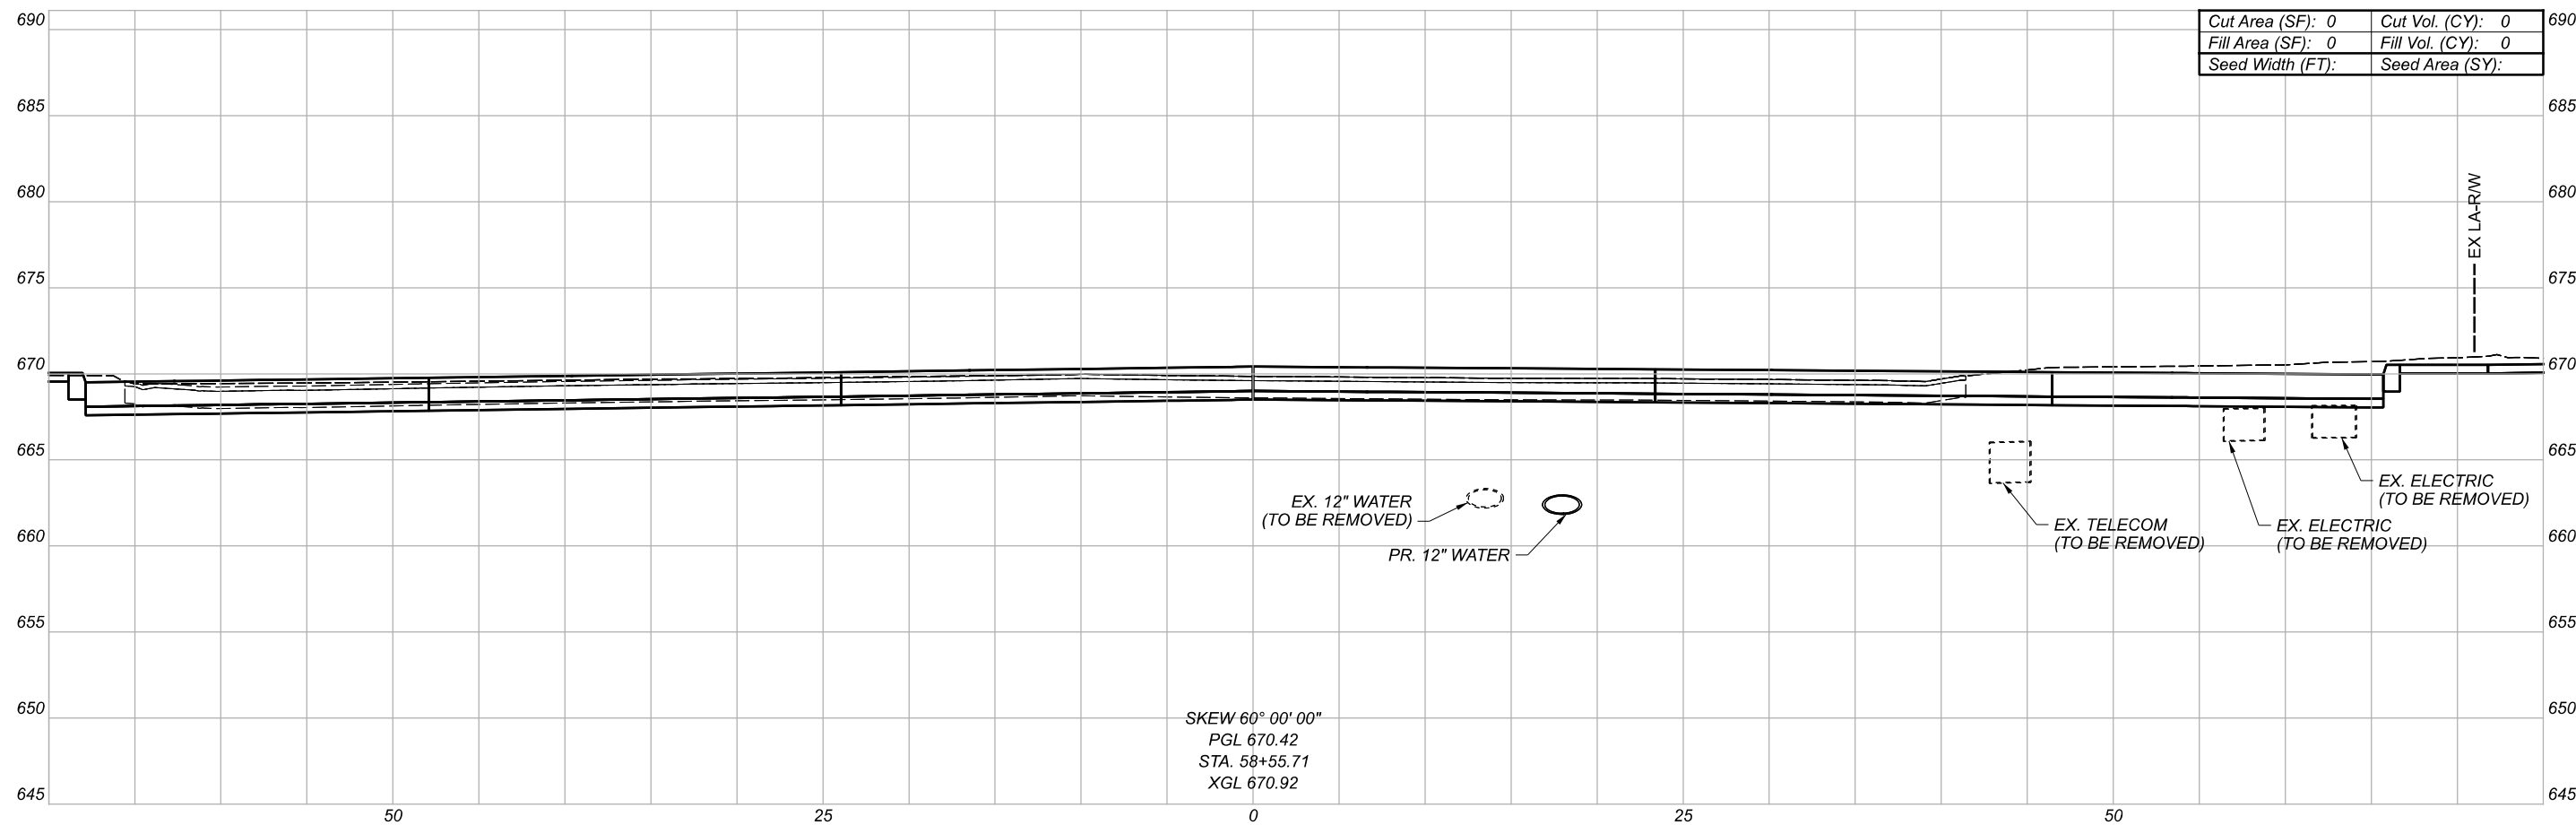 690
690
Cut Area (SF): 0 Cut Vol. (CY): 0
Fill Area (SF): 0 Fill Vol. (CY): 0
Seed Width (FT): Seed Area (SY):
685
685
680
680
EX LA-R/W
675
675
670
670
665
665
EX. 12" WATER
(TO BE REMOVED)
PR. 12" WATER
EX. TELECOM
(TO BE REMOVED)
EX. ELECTRIC
(TO BE REMOVED)
EX. ELECTRIC
(TO BE REMOVED)
660
660
655
655
650
650
SKEW 60° 00' 00"
PGL 670.42
STA. 58+55.71
XGL 670.92
645
645
50 25 0 25 50